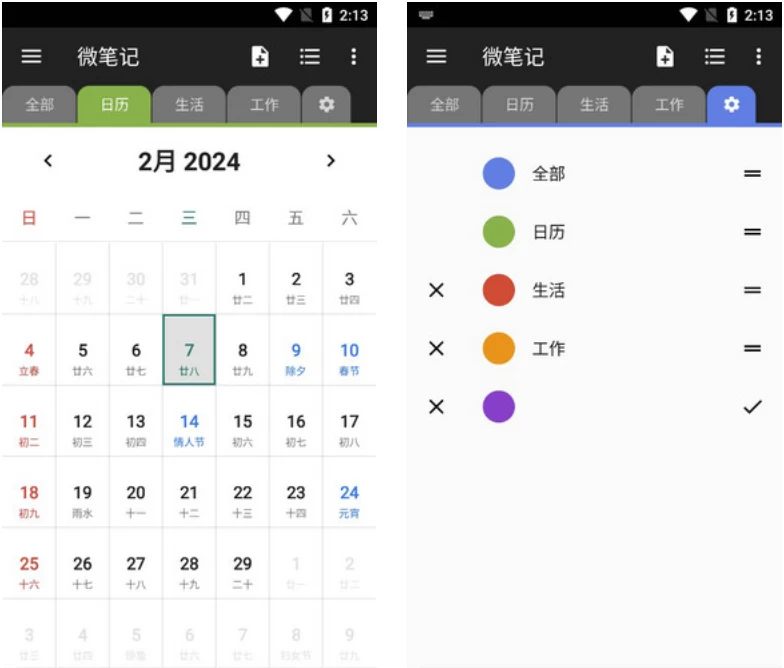 2:13
微笔记
全部 日历 生活 工作
2月 2024
日 一 二 三 四 五 六
28 29 30 31 1 2 3
十八 十九 二十 廿一 廿二 廿三 廿四
4 5 6 7 8 9 10
立春 廿六 廿七 廿八 廿九 除夕 春节
11 12 13 14 15 16 17
初二 初三 初四 情人节 初六 初七 初八
18 19 20 21 22 23 24
初九 雨水 十一 十二 十三 十四 元宵
25 26 27 28 29 1 2
十六 十七 十八 十九 二十 廿一 廿二
3 4 5 6 7 8 9
廿三 廿四 惊蛰 廿六 廿七 妇女节 廿九
2:13
微笔记
全部 日历 生活 工作
全部
日历
生活
工作